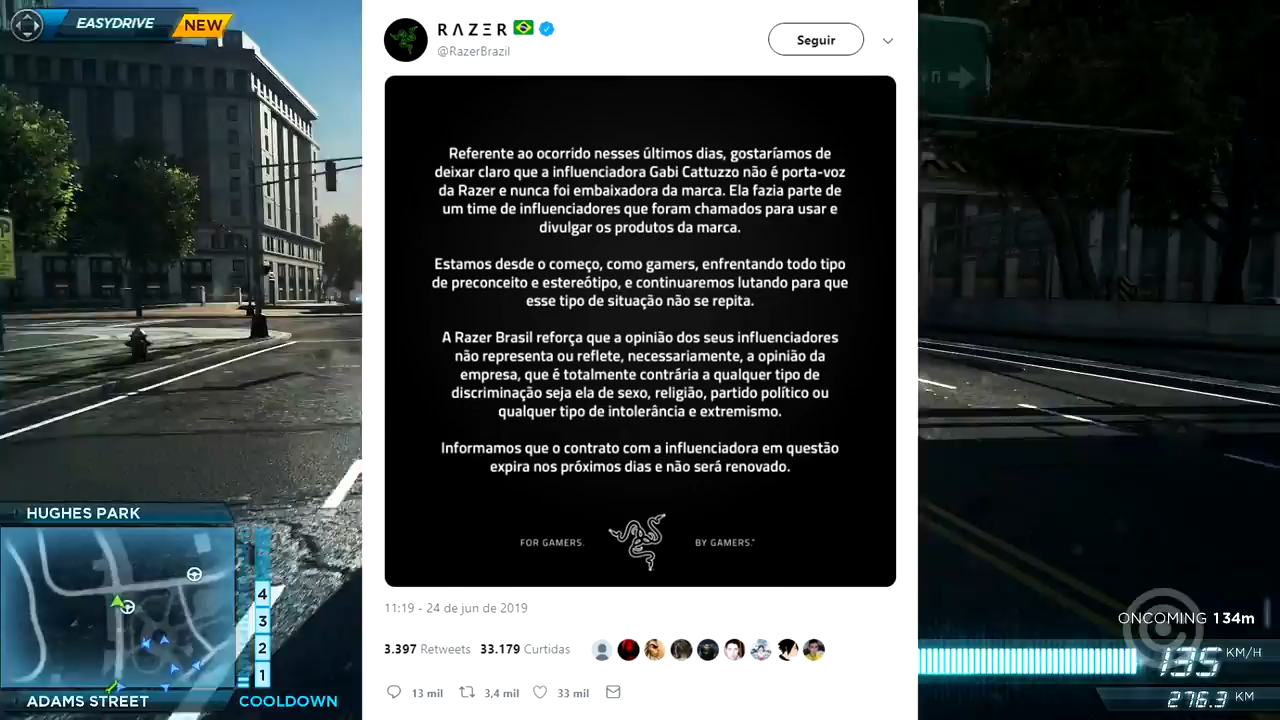 EASYDRIVE
NEW
RΛZΞR
@RazerBrazil
Seguir
Referente ao ocorrido nesses últimos dias, gostaríamos de
deixar claro que a influenciadora Gabi Cattuzzo não é porta-voz
da Razer e nunca foi embaixadora da marca. Ela fazia parte de
um time de influenciadores que foram chamados para usar e
divulgar os produtos da marca.
Estamos desde o começo, como gamers, enfrentando todo tipo
de preconceito e estereótipo, e continuaremos lutando para que
esse tipo de situação não se repita.
A Razer Brasil reforça que a opinião dos seus influenciadores
não representa ou reflete, necessariamente, a opinião da
empresa, que é totalmente contrária a qualquer tipo de
discriminação seja ela de sexo, religião, partido político ou
qualquer tipo de intolerância e extremismo.
Informamos que o contrato com a influenciadora em questão
expira nos próximos dias e não será renovado.
FOR GAMERS. BY GAMERS.™
11:19 - 24 de jun de 2019
3.397 Retweets 33.179 Curtidas
13 mil 3,4 mil 33 mil
HUGHES PARK
4
3
2
1
ADAMS STREET
COOLDOWN
ONCOMING 134m
135 KM/H
276.3 KM